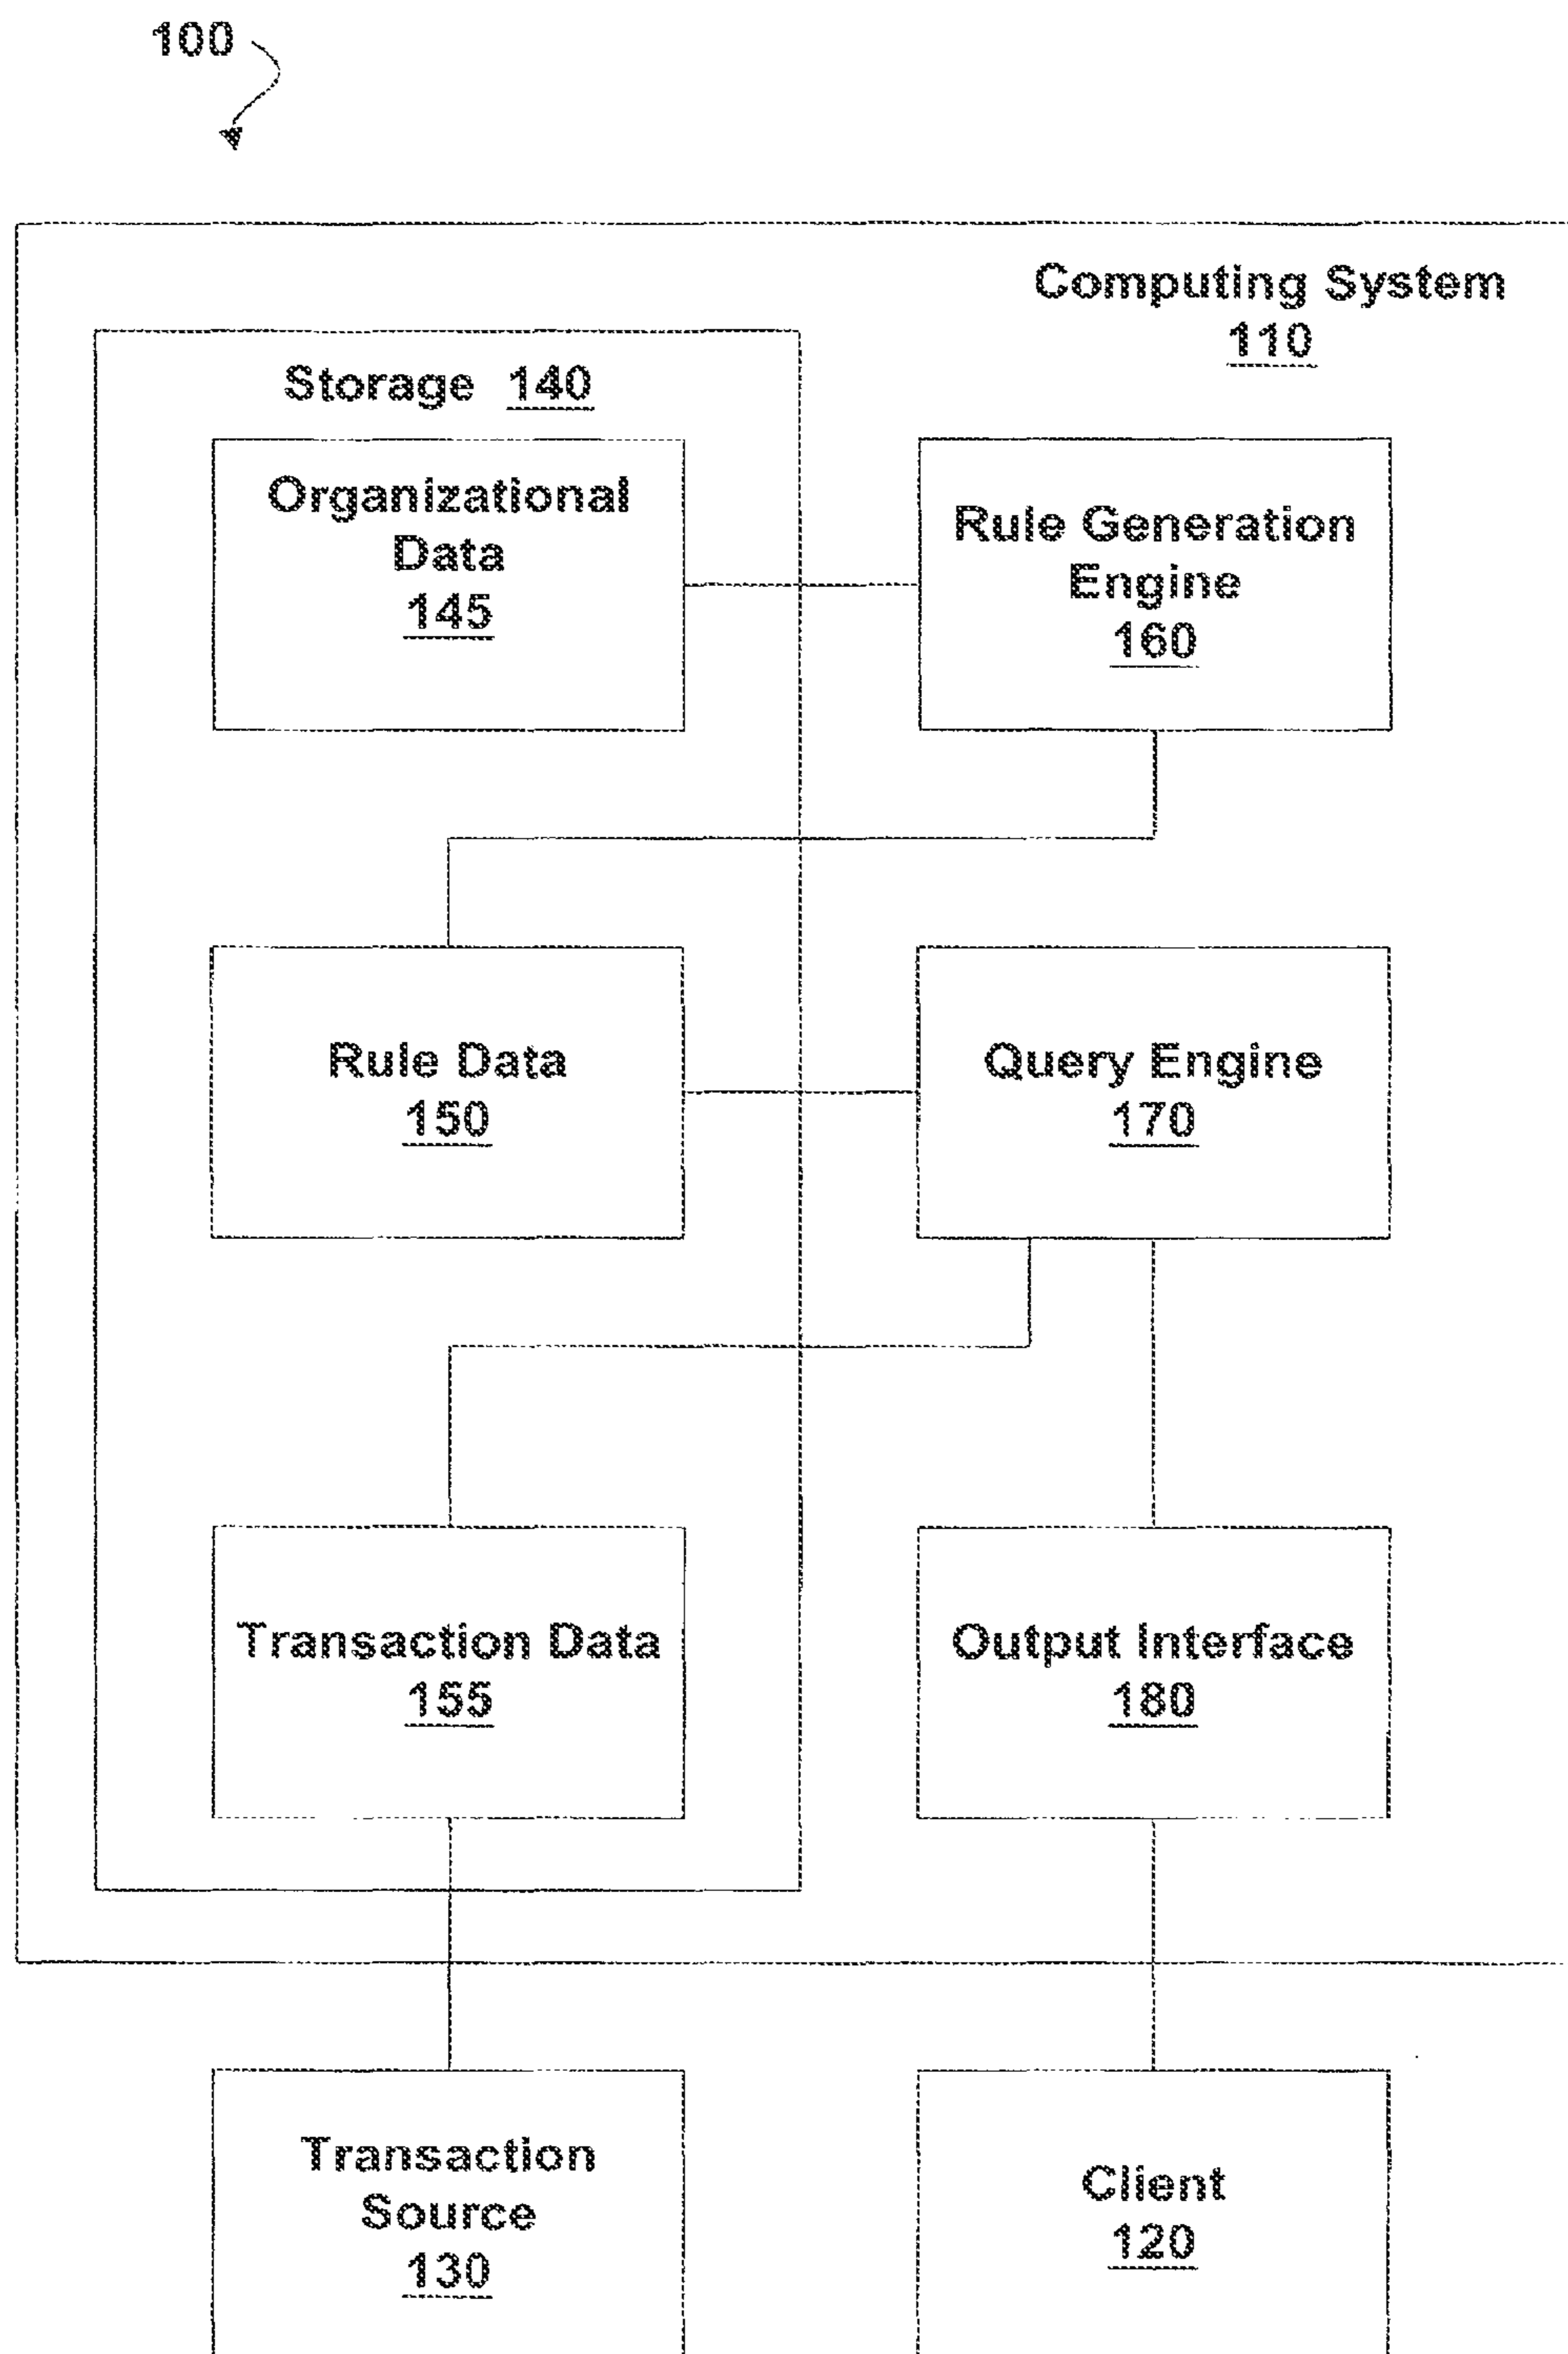 100
Computing System
110
Storage 140
Organizational
Data
145
Rule Generation
Engine
160
Rule Data
150
Query Engine
170
Transaction Data
155
Output Interface
180
Transaction
Source
130
Client
120